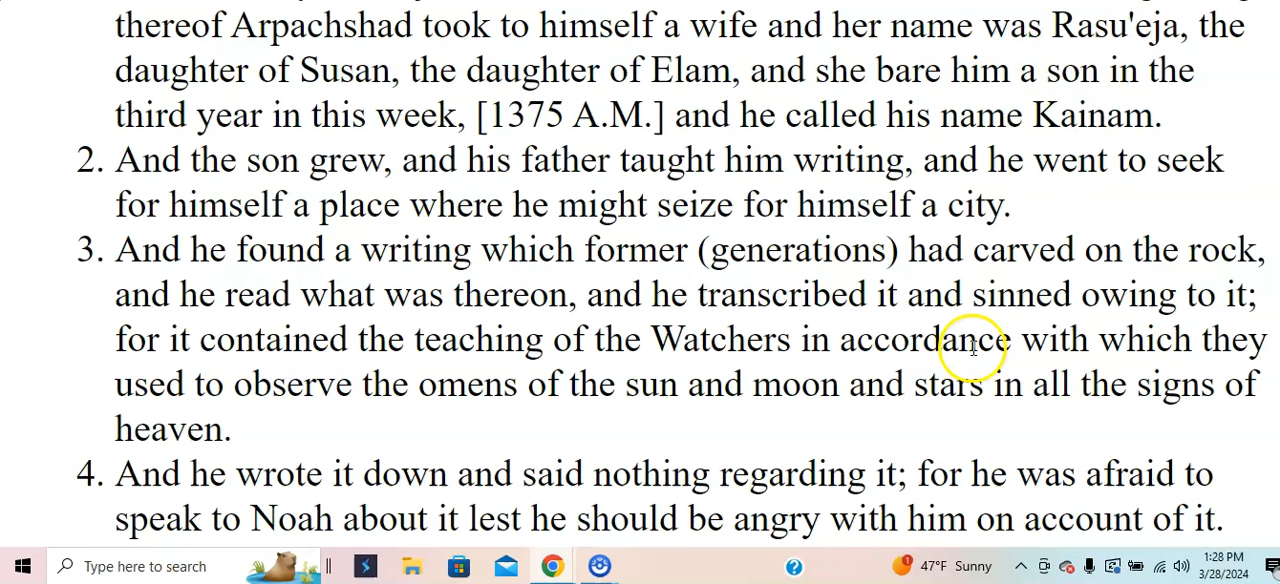 thereof Arpachshad took to himself a wife and her name was Rasu'eja, the
daughter of Susan, the daughter of Elam, and she bare him a son in the
third year in this week, [1375 A.M.] and he called his name Kainam.
2. And the son grew, and his father taught him writing, and he went to seek
for himself a place where he might seize for himself a city.
3. And he found a writing which former (generations) had carved on the rock,
and he read what was thereon, and he transcribed it and sinned owing to it;
for it contained the teaching of the Watchers in accordance with which they
used to observe the omens of the sun and moon and stars in all the signs of
heaven.
4. And he wrote it down and said nothing regarding it; for he was afraid to
speak to Noah about it lest he should be angry with him on account of it.
Type here to search
1
47°F Sunny
1:28 PM
3/28/2024